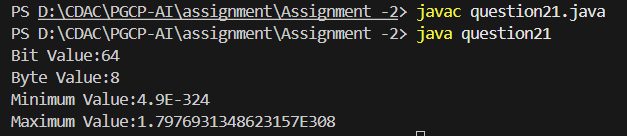 PS D:\CDAC\PGCP-AI\assignment\Assignment -2> javac question21.java
PS D:\CDAC\PGCP-AI\assignment\Assignment -2> java question21
Bit Value:64
Byte Value:8
Minimum Value:4.9E-324
Maximum Value:1.7976931348623157E308